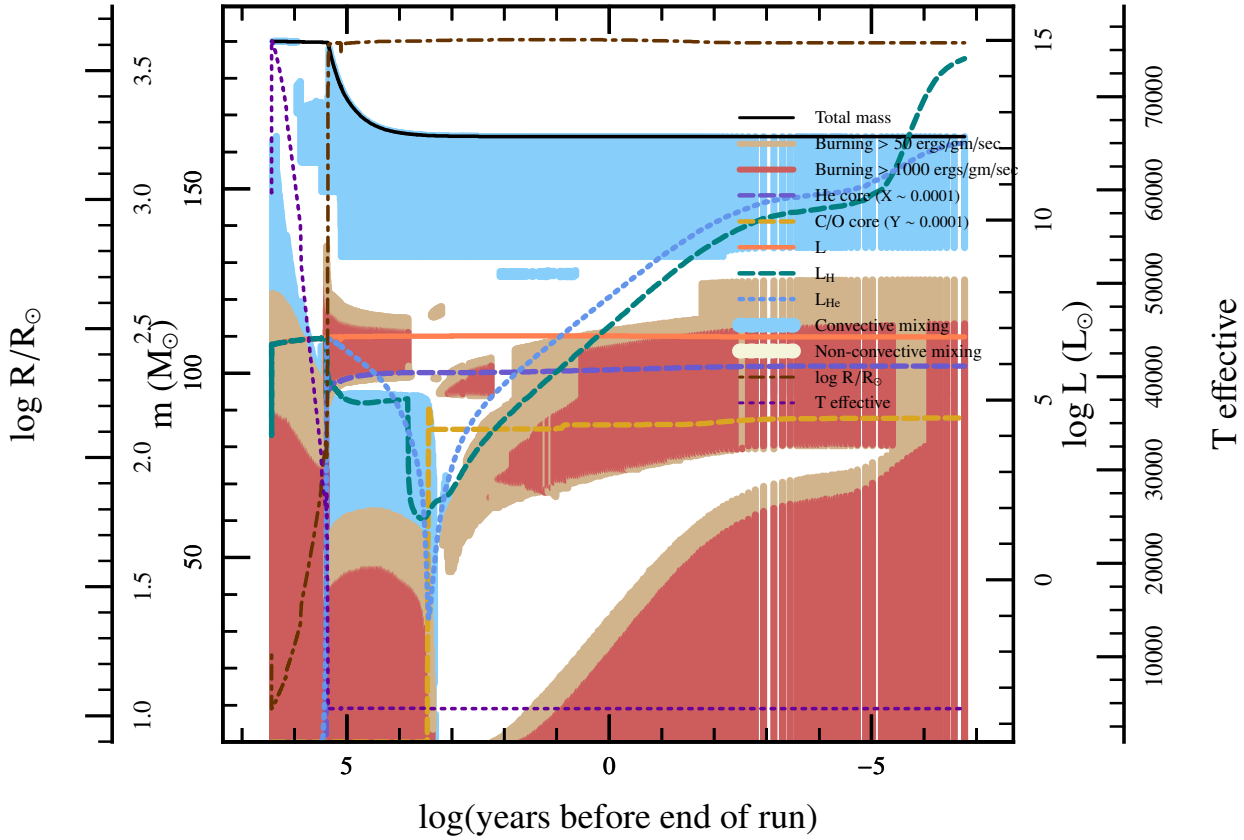 log R/R☉
3.5
3.0
2.5
2.0
1.5
1.0
m (M☉)
150
100
50
Total mass
Burning > 50 ergs/gm/sec
Burning > 1000 ergs/gm/sec
He core (X ~ 0.0001)
C/O core (Y ~ 0.0001)
L
L_H
L_He
Convective mixing
Non-convective mixing
log R/R☉
T effective
15
10
5
0
log L (L☉)
70000
60000
50000
40000
30000
20000
10000
T effective
5
0
−5
log(years before end of run)